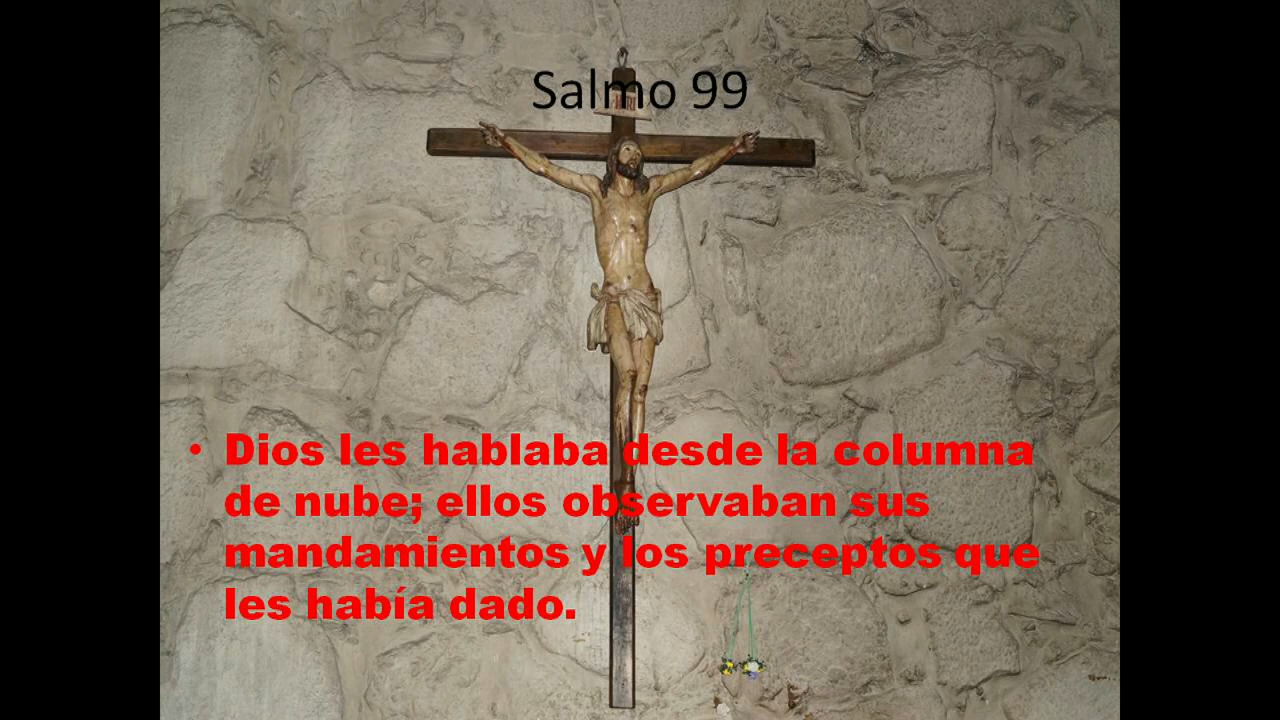 Salmo 99
• Dios les hablaba desde la columna
de nube; ellos observaban sus
mandamientos y los preceptos que
les había dado.